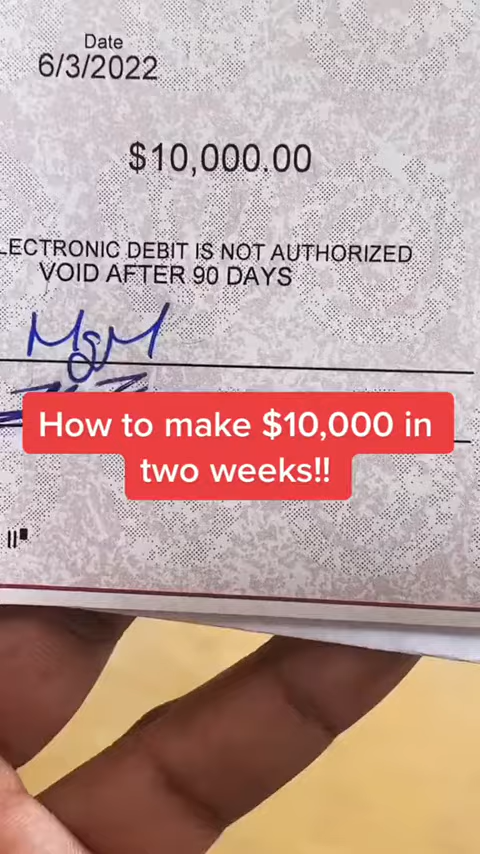 Date
6/3/2022
$10,000.00
LECTRONIC DEBIT IS NOT AUTHORIZED
VOID AFTER 90 DAYS
How to make $10,000 in
two weeks!!